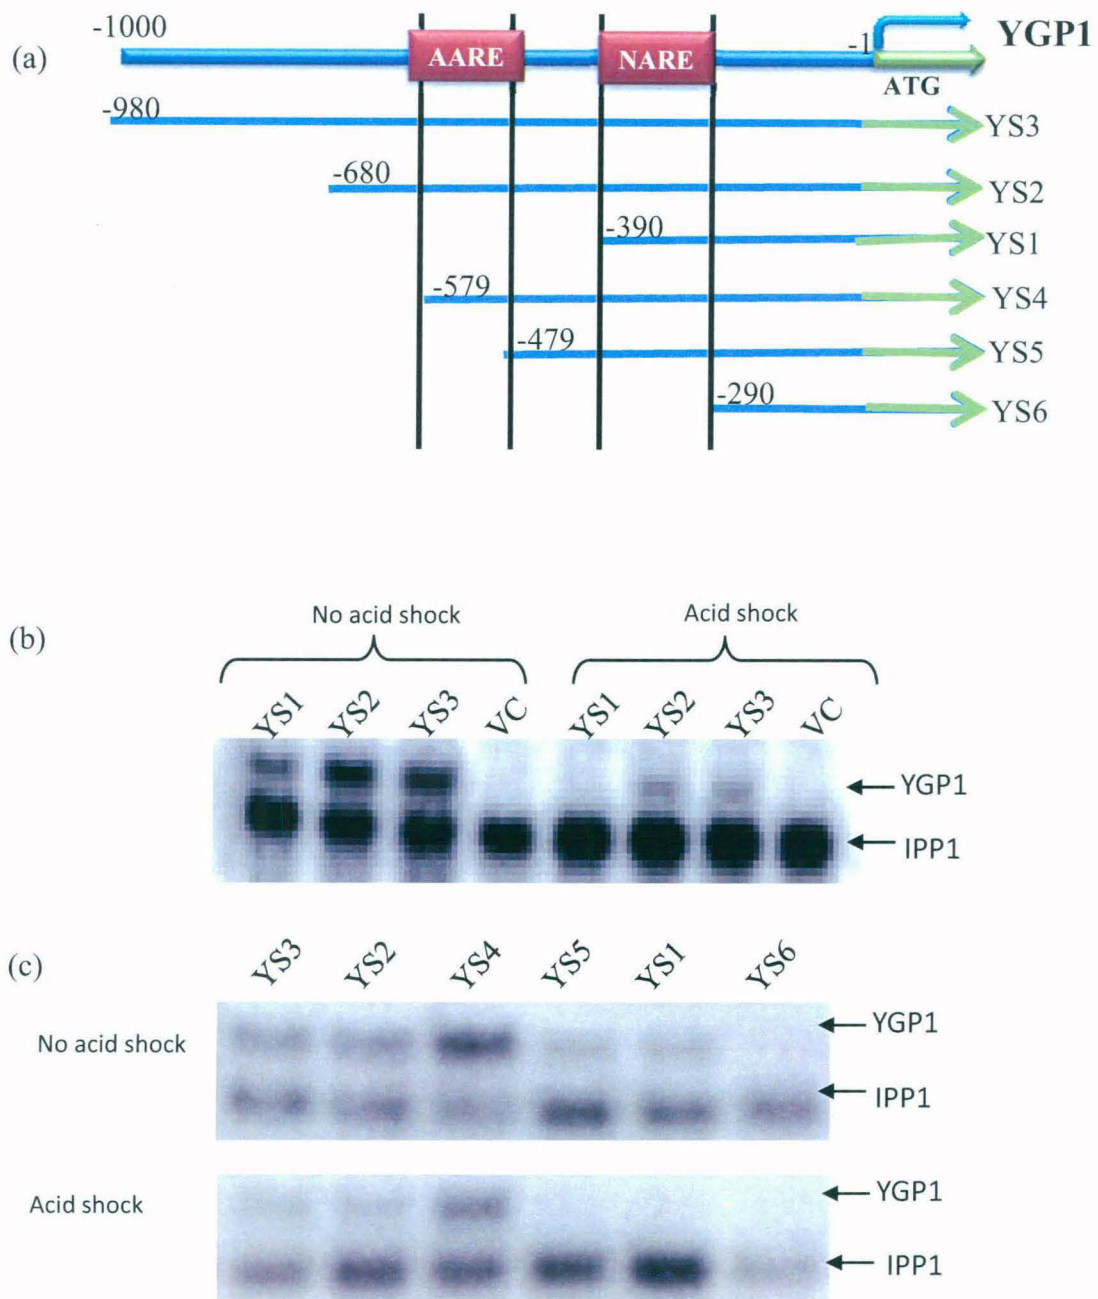 (a)
-1000
AARE
NARE
-1
YGP1
ATG
-980
YS3
-680
YS2
-390
YS1
-579
YS4
-479
YS5
-290
YS6
(b)
No acid shock
Acid shock
YS1 YS2 YS3 VC YS1 YS2 YS3 VC
YGP1
IPP1
(c)
YS3 YS2 YS4 YS5 YS1 YS6
No acid shock
YGP1
IPP1
Acid shock
YGP1
IPP1